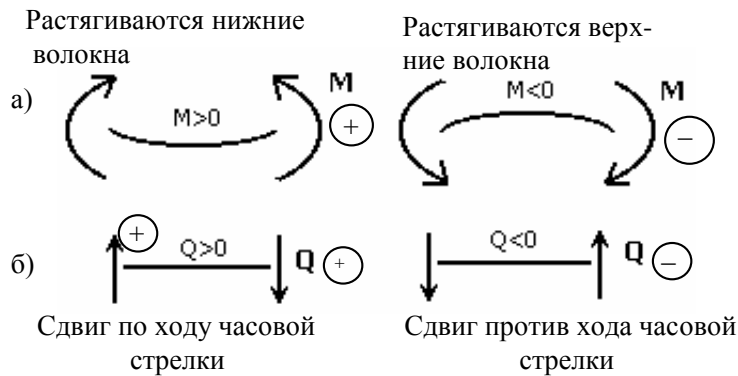 Растягиваются нижние
волокна
Растягиваются верх-
ние волокна
а)
M>0
M
+
M<0
M
−
б)
+
Q>0
Q
+
Q<0
Q
−
Сдвиг по ходу часовой
стрелки
Сдвиг против хода часовой
стрелки